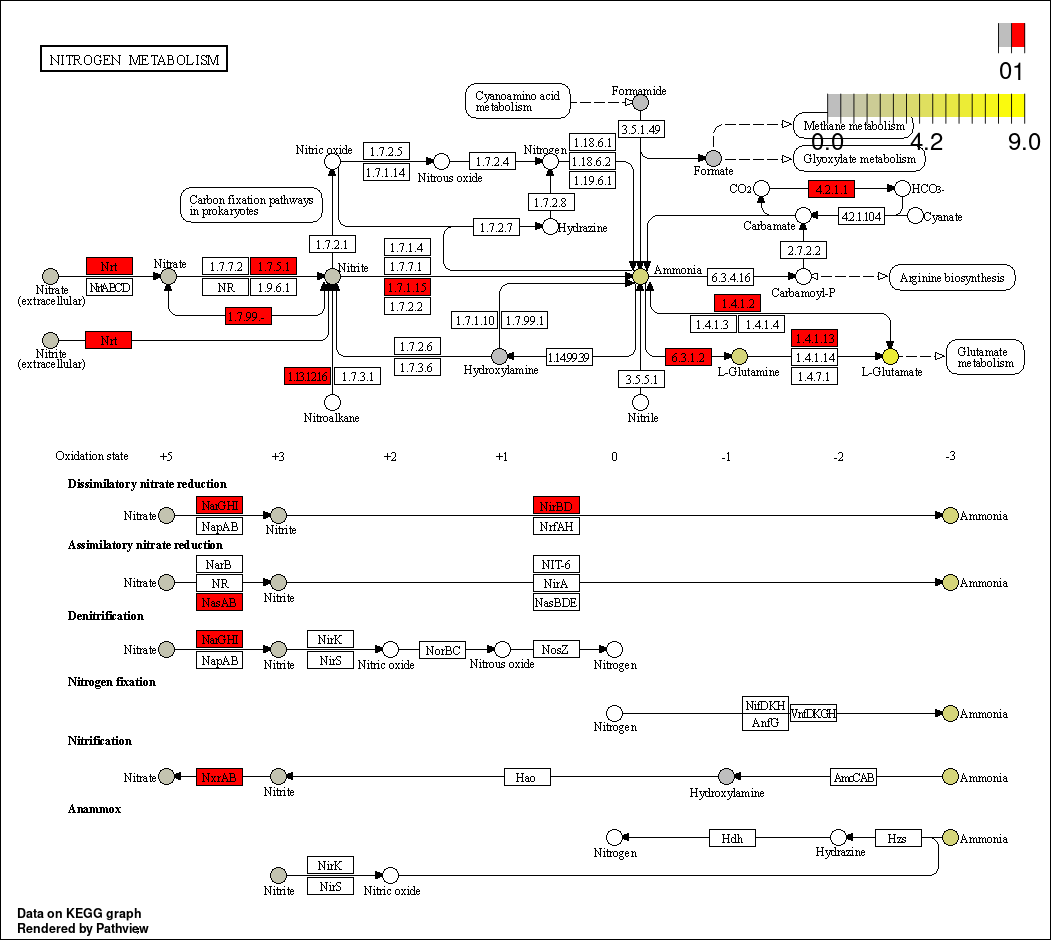 NITROGEN METABOLISM
01
0.0 4.2 9.0
Cyanoamino acid
metabolism
Formamide
3.5.1.49
Methane metabolism
Glyoxylate metabolism
Formate
Nitric oxide
1.7.2.5
1.7.1.14
Nitrous oxide
1.7.2.4
Nitrogen
1.18.6.1
1.18.6.2
1.19.6.1
CO2
4.2.1.1
HCO3-
Carbon fixation pathways
in prokaryotes
1.7.2.8
1.7.2.7
Hydrazine
Carbamate
4.2.1.104
Cyanate
1.7.2.1
2.7.2.2
Nitrate
(extracellular)
Nrt
NrtABCD
Nitrate
1.7.7.2
1.7.5.1
NR
1.9.6.1
Nitrite
1.7.1.4
1.7.7.1
1.7.1.15
1.7.2.2
Ammonia
6.3.4.16
Carbamoyl-P
Arginine biosynthesis
1.7.99.-
Nitrite
(extracellular)
Nrt
1.7.1.10
1.7.99.1
1.4.1.2
1.4.1.3
1.4.1.4
1.7.2.6
1.7.3.6
Hydroxylamine
1.14.99.39
6.3.1.2
L-Glutamine
1.4.1.13
1.4.1.14
1.4.7.1
L-Glutamate
Glutamate
metabolism
1.13.12.16
1.7.3.1
Nitroalkane
3.5.5.1
Nitrile
Oxidation state +5 +3 +2 +1 0 -1 -2 -3
Dissimilatory nitrate reduction
Nitrate
NarGHI
NapAB
Nitrite
NirBD
NrfAH
Ammonia
Assimilatory nitrate reduction
Nitrate
NarB
NR
NasAB
Nitrite
NIT-6
NirA
NasBDE
Ammonia
Denitrification
Nitrate
NarGHI
NapAB
Nitrite
NirK
NirS
Nitric oxide
NorBC
Nitrous oxide
NosZ
Nitrogen
Nitrogen fixation
Nitrogen
NifDKH
AnfG
VnfDKGH
Ammonia
Nitrification
Nitrate
NxrAB
Nitrite
Hao
Hydroxylamine
AmoCAB
Ammonia
Anammox
Nitrogen
Hdh
Hydrazine
Hzs
Ammonia
Nitrite
NirK
NirS
Nitric oxide
Data on KEGG graph
Rendered by Pathview